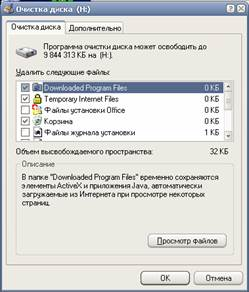 Очистка диска (H:)
Очистка диска Дополнительно
Программа очистки диска может освободить до
9 844 313 КБ на (H:).
Удалить следующие файлы:
Downloaded Program Files 0 КБ
Temporary Internet Files 0 КБ
Файлы установки Office 0 КБ
Корзина 0 КБ
Файлы журнала установки 1 КБ
Объем высвобождаемого пространства: 32 КБ
Описание
В папке "Downloaded Program Files" временно сохраняются
элементы ActiveX и приложения Java, автоматически
загружаемые из Интернета при просмотре некоторых
страниц.
Просмотр файлов
OK Отмена